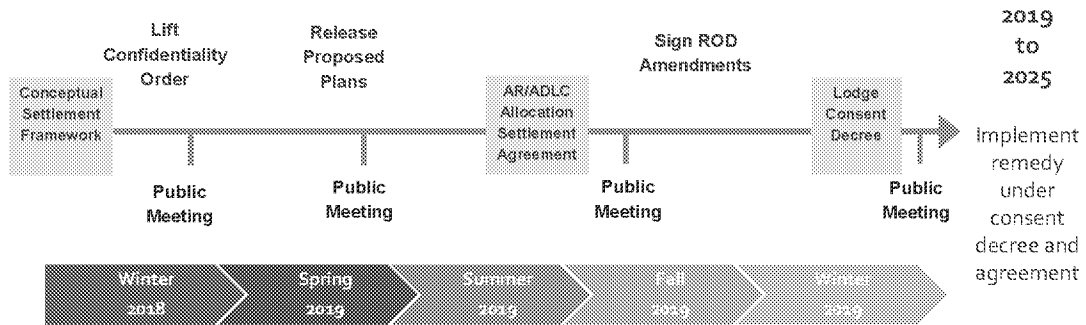 Lift
Confidentiality
Order
Release
Proposed
Plans
Sign ROD
Amendments
2019
to
2025
Conceptual
Settlement
Framework
AR/ADLC
Allocation
Settlement
Agreement
Lodge
Consent
Decree
Public
Meeting
Public
Meeting
Public
Meeting
Public
Meeting
Implement
remedy
under
consent
decree and
agreement
Winter
2018
Spring
2019
Summer
2019
Fall
2019
Winter
2019